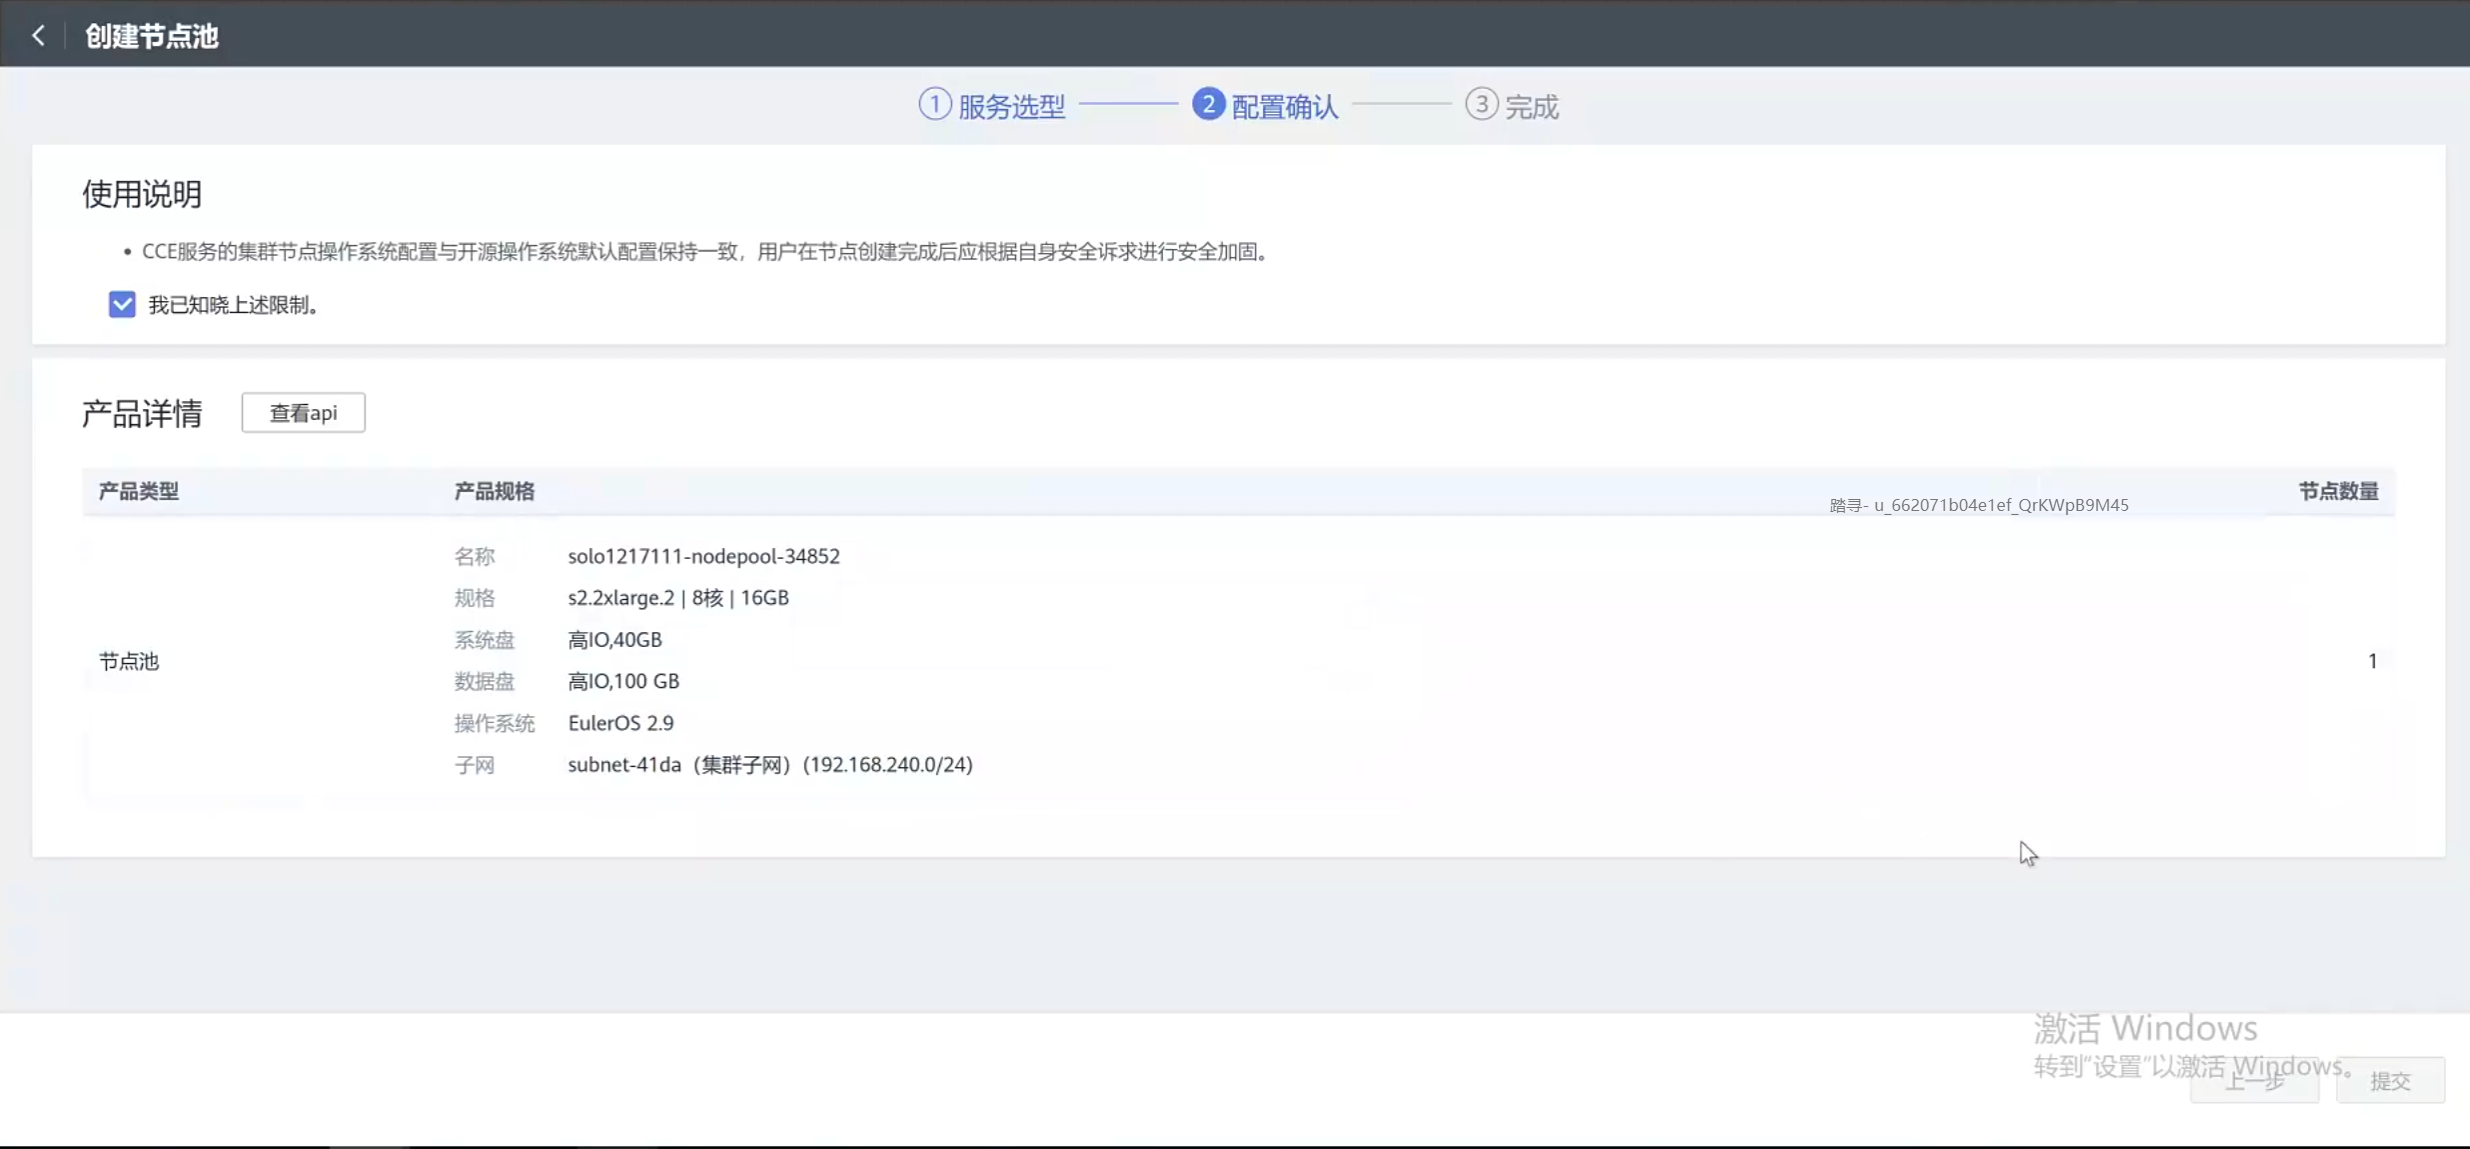 创建节点池
1 服务选型 2 配置确认 3 完成
使用说明
• CCE服务的集群节点操作系统配置与开源操作系统默认配置保持一致，用户在节点创建完成后应根据自身安全诉求进行安全加固。
我已知晓上述限制。
产品详情 查看api
产品类型 产品规格 节点数量
踏寻- u_662071b04e1ef_QrKWpB9M45
名称 solo1217111-nodepool-34852
规格 s2.2xlarge.2 | 8核 | 16GB
系统盘 高IO,40GB
节点池 1
数据盘 高IO,100 GB
操作系统 EulerOS 2.9
子网 subnet-41da（集群子网）(192.168.240.0/24)
激活 Windows
转到"设置"以激活 Windows。
上一步 提交